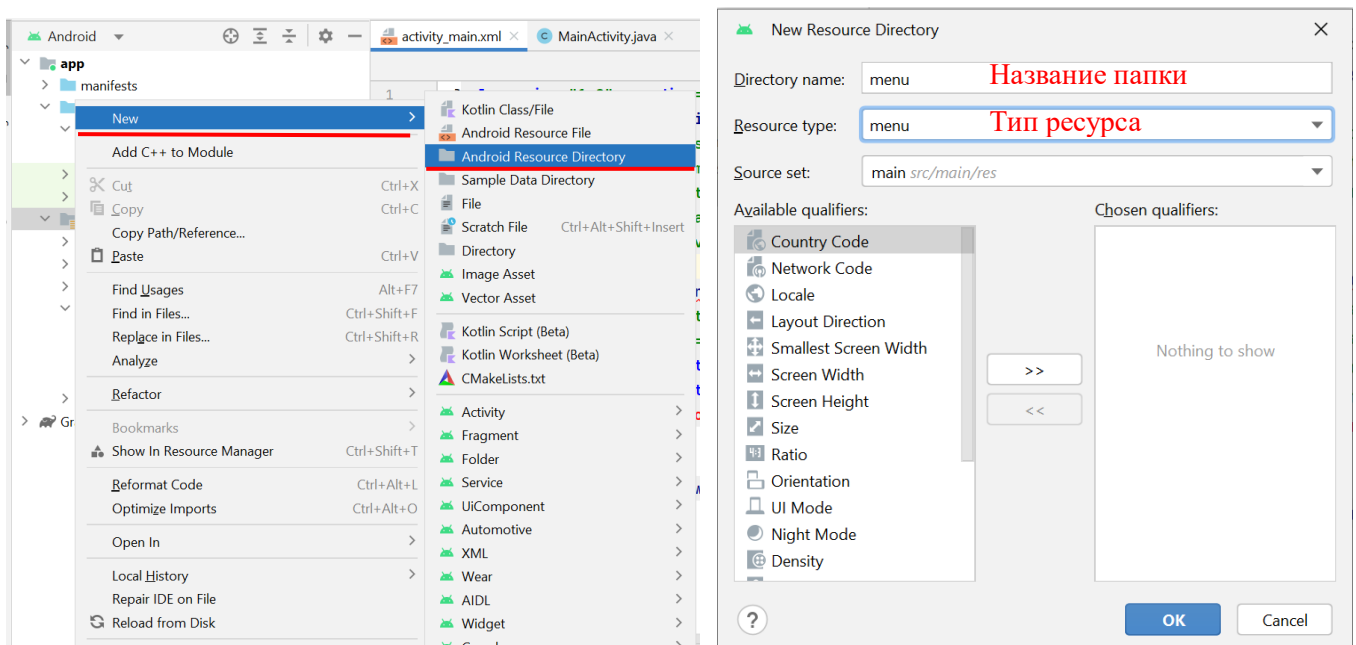 Android
activity_main.xml
MainActivity.java
app
manifests
1
Gr
New
Add C++ to Module
Cut Ctrl+X
Copy Ctrl+C
Copy Path/Reference...
Paste Ctrl+V
Find Usages Alt+F7
Find in Files... Ctrl+Shift+F
Replace in Files... Ctrl+Shift+R
Analyze
Refactor
Bookmarks
Show In Resource Manager Ctrl+Shift+T
Reformat Code Ctrl+Alt+L
Optimize Imports Ctrl+Alt+O
Open In
Local History
Repair IDE on File
Reload from Disk
Kotlin Class/File
Android Resource File
Android Resource Directory
Sample Data Directory
File
Scratch File Ctrl+Alt+Shift+Insert
Directory
Image Asset
Vector Asset
Kotlin Script (Beta)
Kotlin Worksheet (Beta)
CMakeLists.txt
Activity
Fragment
Folder
Service
UiComponent
Automotive
XML
Wear
AIDL
Widget
New Resource Directory
Directory name: menu Название папки
Resource type: menu Тип ресурса
Source set: main src/main/res
Available qualifiers:
Country Code
Network Code
Locale
Layout Direction
Smallest Screen Width
Screen Width
Screen Height
Size
Ratio
Orientation
UI Mode
Night Mode
Density
>>
<<
Chosen qualifiers:
Nothing to show
?
OK
Cancel